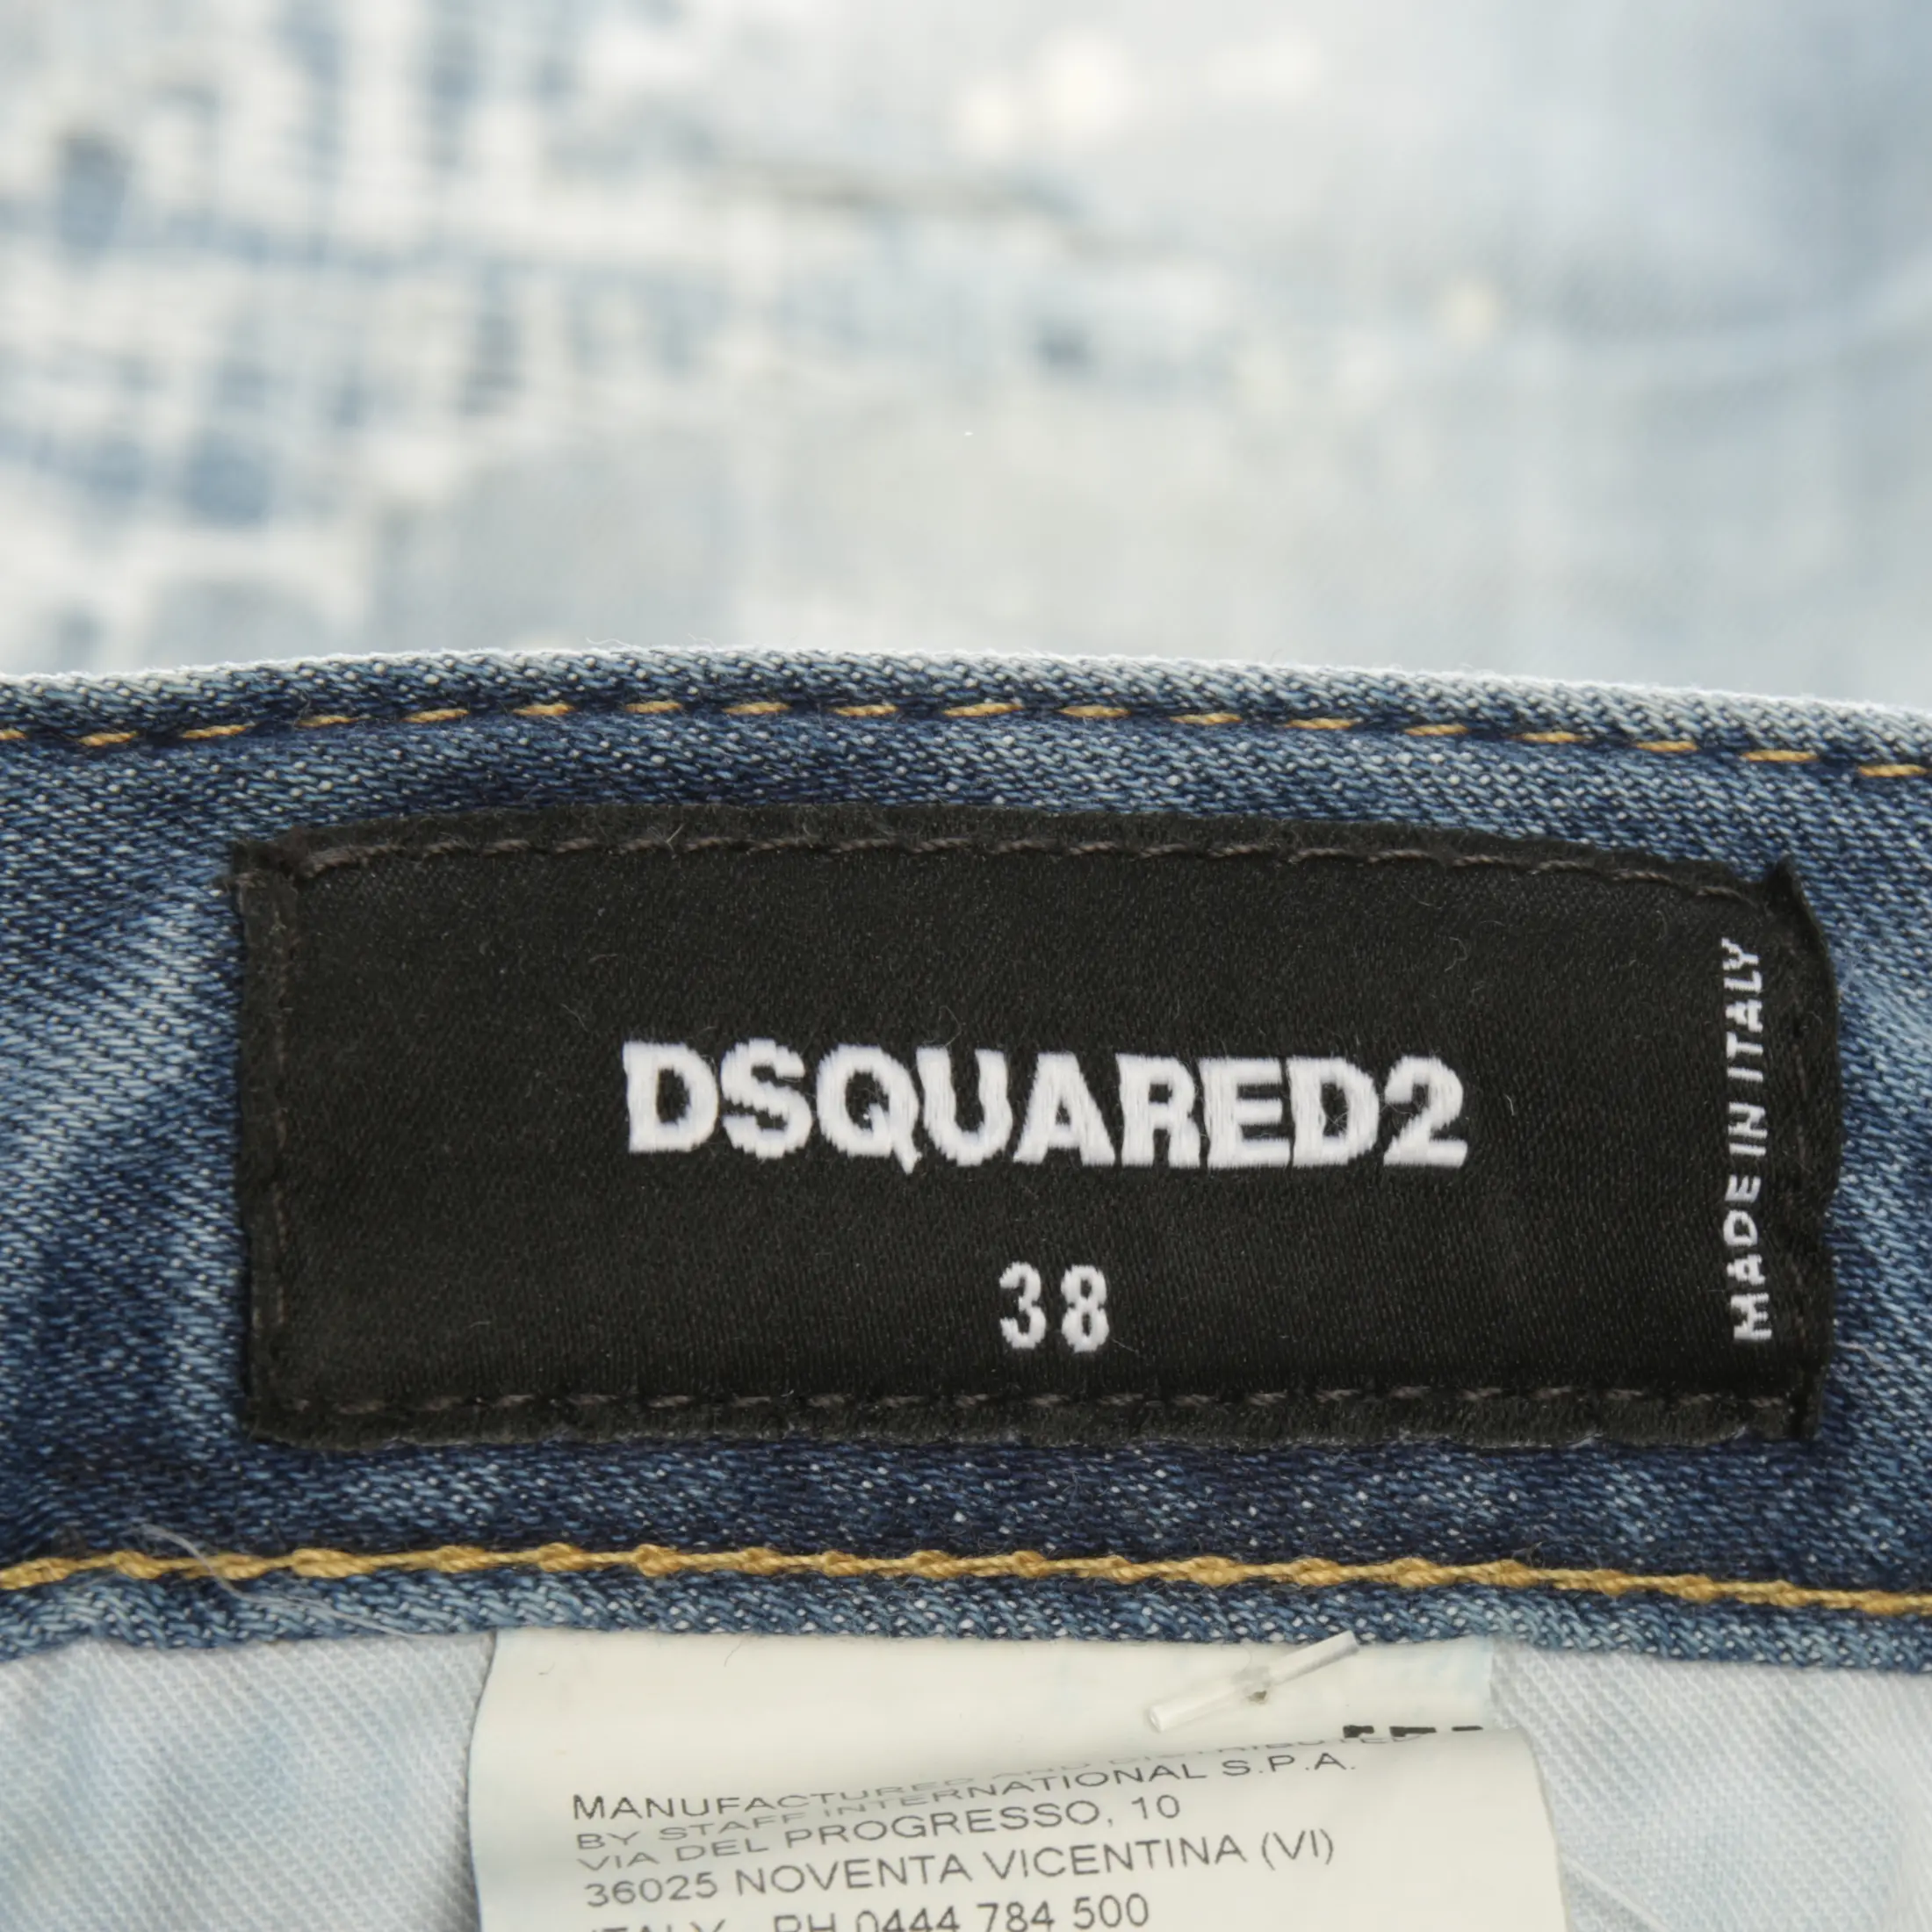 DSQUARED2
38
MADE IN ITALY
MANUFACTURED AND DISTRIBUTED
BY STAFF INTERNATIONAL S.P.A.
VIA DEL PROGRESSO, 10
36025 NOVENTA VICENTINA (VI)
ITALY - PH 0444 784 500